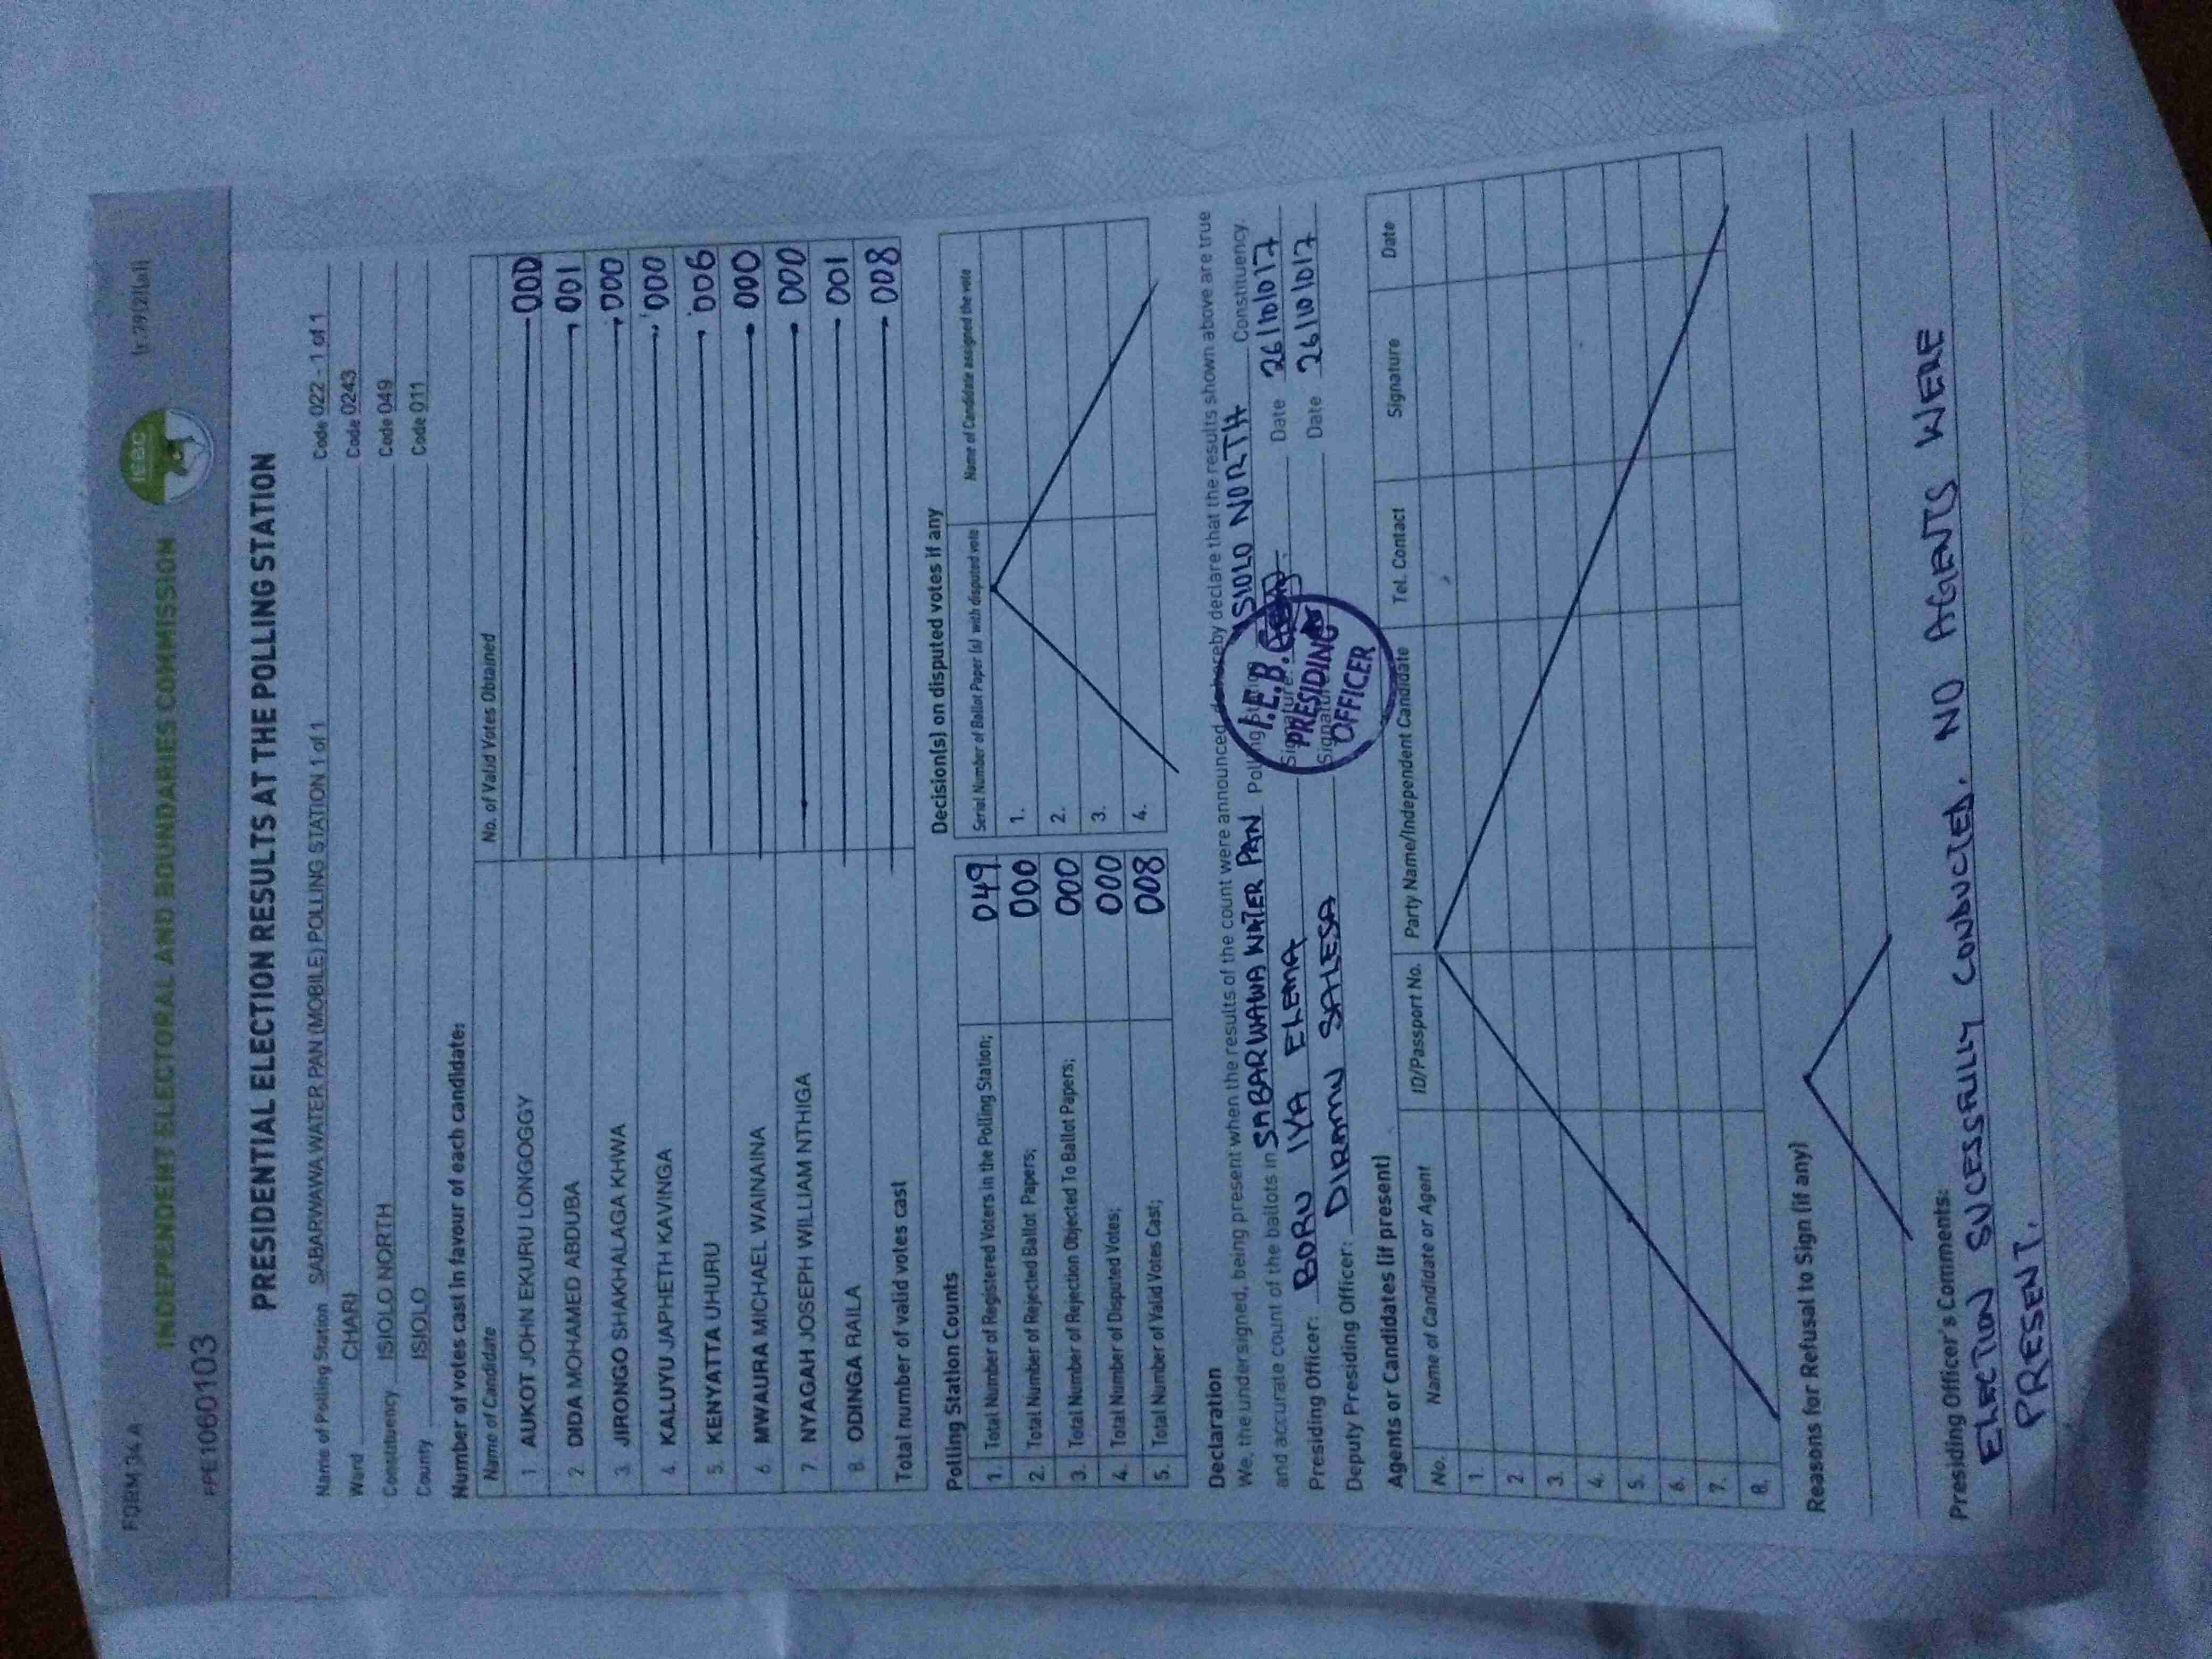 FORM 34 A
INDEPENDENT ELECTORAL AND BOUNDARIES COMMISSION
IEBC
(r.79(2)(a))
PFE1060103
PRESIDENTIAL ELECTION RESULTS AT THE POLLING STATION
Name of Polling Station SABARWAWA WATER PAN (MOBILE) POLLING STATION 1 of 1 Code 022 - 1 of 1
Ward CHARI Code 0243
Constituency ISIOLO NORTH Code 049
County ISIOLO Code 011
Number of votes cast in favour of each candidate:
Name of Candidate No. of Valid Votes Obtained
1 AUKOT JOHN EKURU LONGOGGY 000
2. DIDA MOHAMED ABDUBA 001
3. JIRONGO SHAKHALAGA KHWA 000
4. KALUYU JAPHETH KAVINGA 000
5. KENYATTA UHURU 006
6 MWAURA MICHAEL WAINAINA 000
7 NYAGAH JOSEPH WILLIAM NTHIGA 000
8. ODINGA RAILA 001
Total number of valid votes cast 008
Polling Station Counts
1. Total Number of Registered Voters in the Polling Station; 049
2. Total Number of Rejected Ballot Papers; 000
3. Total Number of Rejection Objected To Ballot Papers; 000
4. Total Number of Disputed Votes; 000
5. Total Number of Valid Votes Cast; 008
Decision(s) on disputed votes if any
Serial Number of Ballot Paper (s) with disputed vote Name of Candidate assigned the vote
1.
2.
3.
4.
Declaration
We, the undersigned, being present when the results of the count were announced, do hereby declare that the results shown above are true
and accurate count of the ballots in SABARWAWA WATER PAN Polling Station ISIOLO NORTH Constituency.
Presiding Officer: BORU IYA ELEMA Signature: Date 26/10/017
Deputy Presiding Officer: DIRAMU SALESA Signature: Date 26/10/017
I.E.B.C
PRESIDING
OFFICER
Agents or Candidates (if present)
No. Name of Candidate or Agent ID/Passport No. Party Name/Independent Candidate Tel. Contact Signature Date
1.
2
3.
4.
5.
6.
7.
8.
Reasons for Refusal to Sign (if any)
Presiding Officer's Comments:
ELECTION SUCESSFULLY CONDUCTED. NO AGENTS WERE
PRESENT.